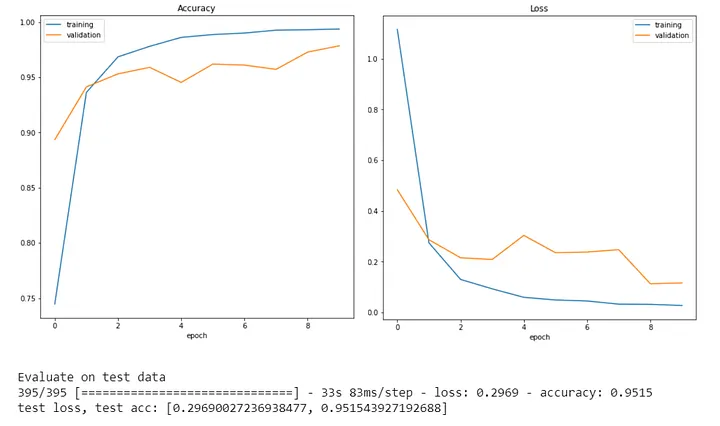 Accuracy
training
validation
1.00
0.95
0.90
0.85
0.80
0.75
0 2 4 6 8
epoch
Loss
training
validation
1.0
0.8
0.6
0.4
0.2
0.0
0 2 4 6 8
epoch
Evaluate on test data
395/395 [==============================] - 33s 83ms/step - loss: 0.2969 - accuracy: 0.9515
test loss, test acc: [0.29690027236938477, 0.951543927192688]